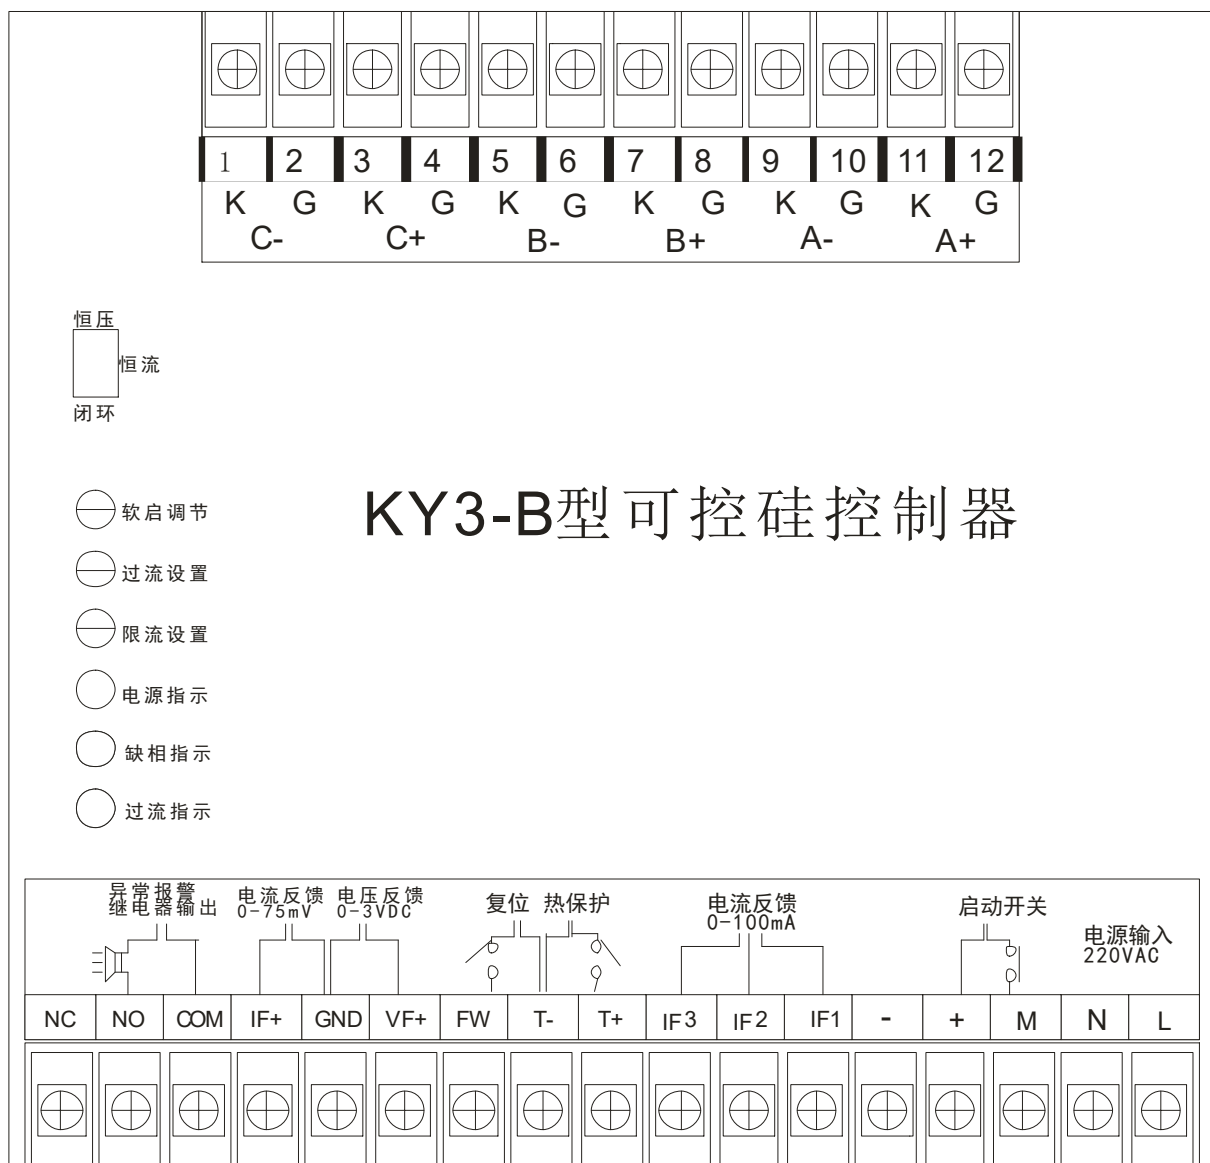 1 2 3 4 5 6 7 8 9 10 11 12
K G K G K G K G K G K G
C- C+ B- B+ A- A+
恒压
恒流
闭环
软启调节
KY3-B型可控硅控制器
过流设置
限流设置
电源指示
缺相指示
过流指示
异常报警
继电器输出
电流反馈
0-75mV
电压反馈
0-3VDC
复位 热保护
电流反馈
0-100mA
启动开关
电源输入
220VAC
NC NO COM IF+ GND VF+ FW T- T+ IF3 IF2 IF1 - + M N L